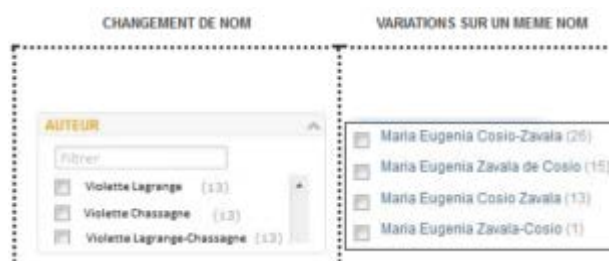 CHANGEMENT DE NOM
VARIATIONS SUR UN MEME NOM
AUTEUR
Filtrer
Violette Lagrange (13)
Violette Chassagne (13)
Violette Lagrange-Chassagne (13)
Maria Eugenia Cosio-Zavala (26)
Maria Eugenia Zavala de Cosio (15)
Maria Eugenia Cosio Zavala (13)
Maria Eugenia Zavala-Cosio (1)